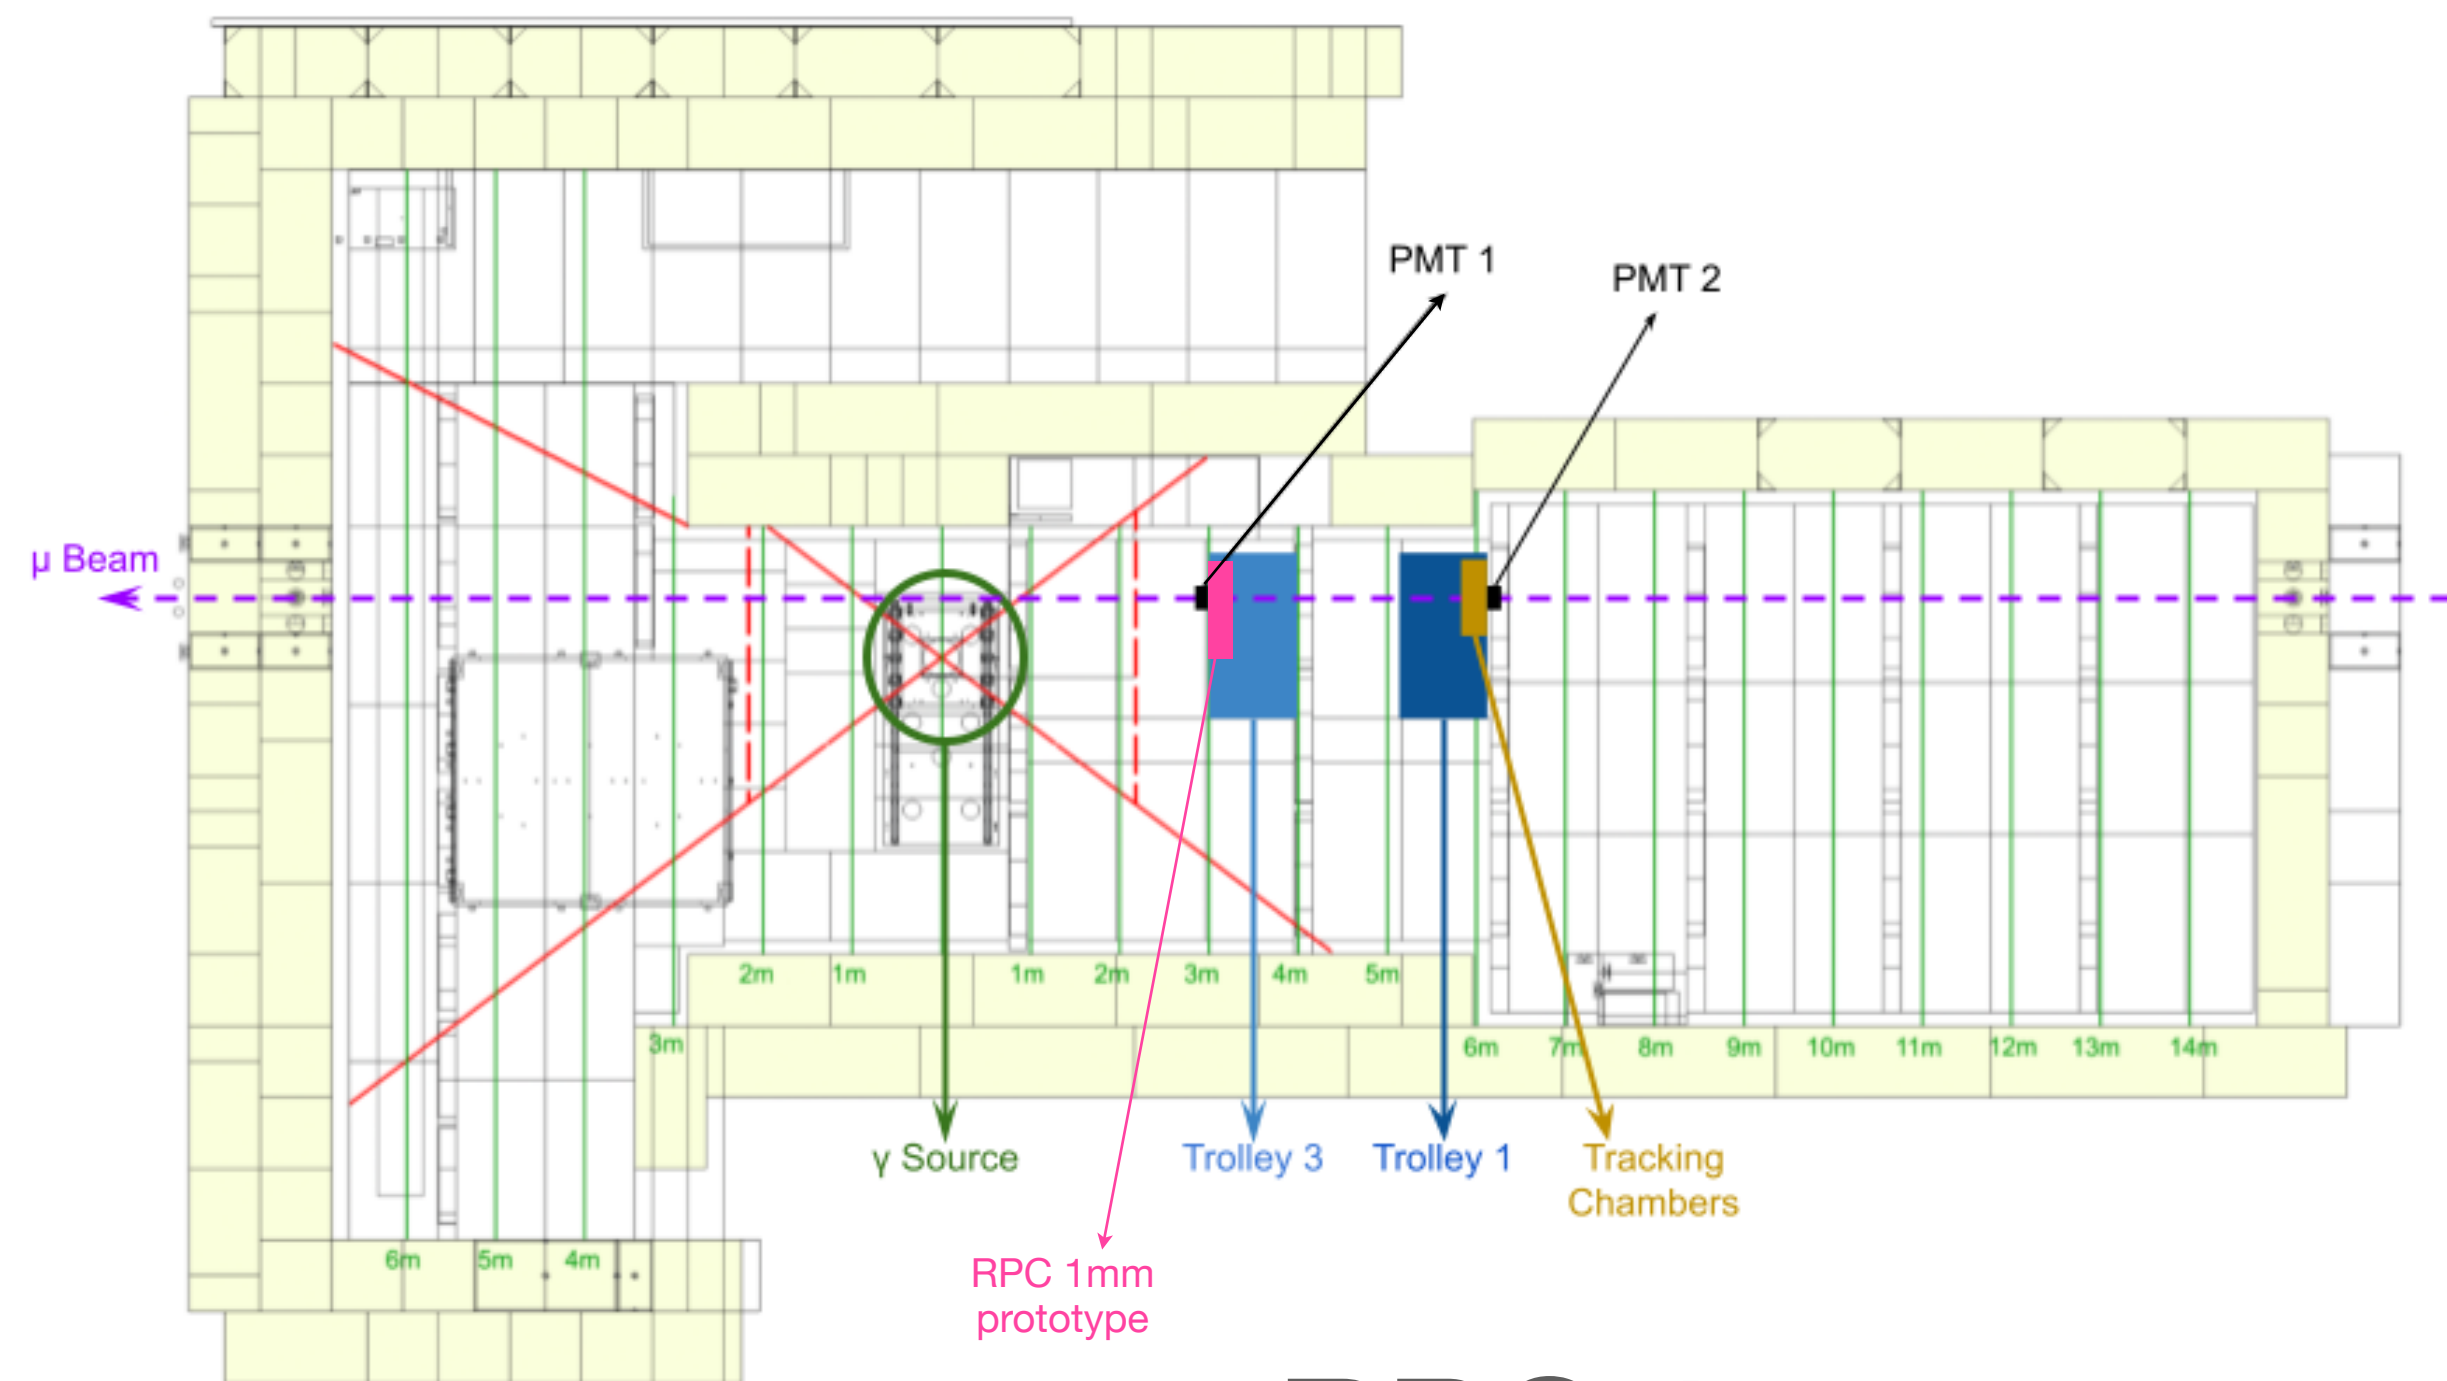 PMT 1
PMT 2
μ Beam
2m
1m
1m
2m
3m
4m
5m
3m
6m
7m
8m
9m
10m
11m
12m
13m
14m
γ Source
Trolley 3
Trolley 1
Tracking
Chambers
6m
5m
4m
RPC 1mm
prototype